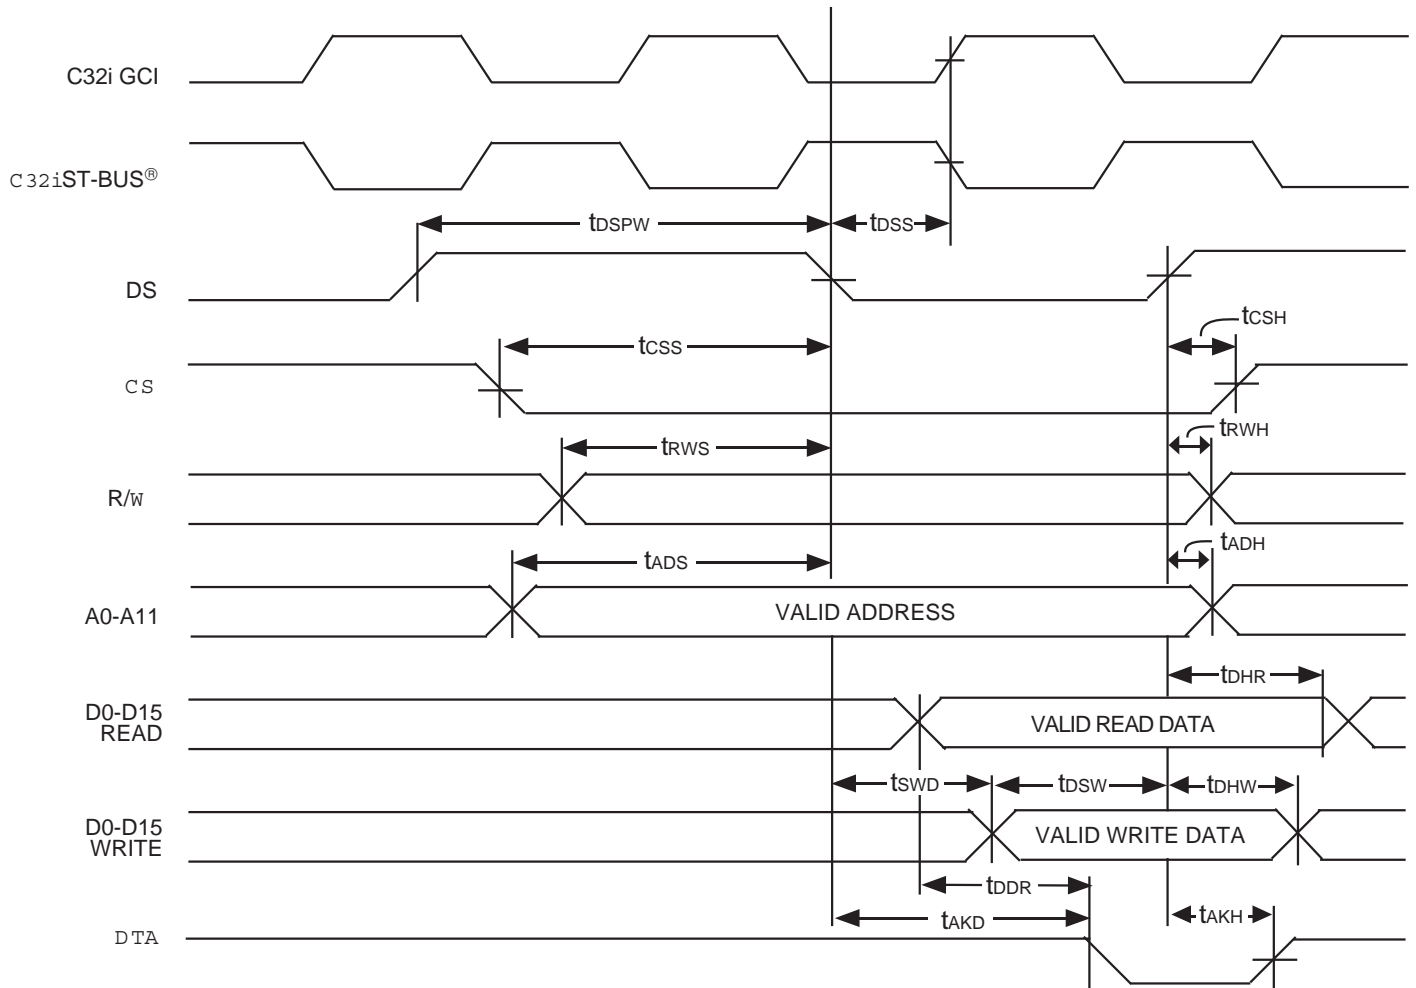 C32i GCI
C32iST-BUS®
tDSPW
tDSS
DS
tCSH
tCSS
CS
tRWH
tRWS
R/W
tADH
tADS
A0-A11
VALID ADDRESS
tDHR
D0-D15
READ
VALID READ DATA
tSWD
tDSW
tDHW
D0-D15
WRITE
VALID WRITE DATA
tDDR
tAKD
tAKH
DTA